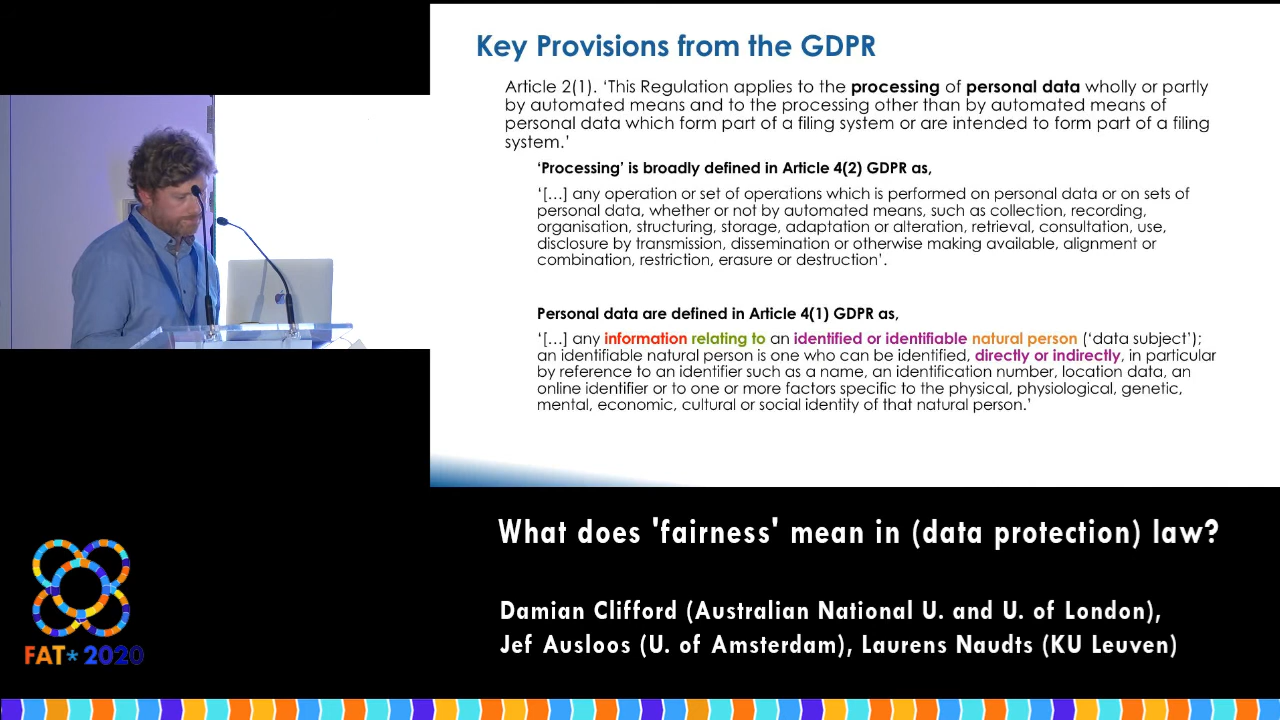 Key Provisions from the GDPR
Article 2(1). ‘This Regulation applies to the processing of personal data wholly or partly
by automated means and to the processing other than by automated means of
personal data which form part of a filing system or are intended to form part of a filing
system.’
‘Processing’ is broadly defined in Article 4(2) GDPR as,
‘[…] any operation or set of operations which is performed on personal data or on sets of
personal data, whether or not by automated means, such as collection, recording,
organisation, structuring, storage, adaptation or alteration, retrieval, consultation, use,
disclosure by transmission, dissemination or otherwise making available, alignment or
combination, restriction, erasure or destruction’.
Personal data are defined in Article 4(1) GDPR as,
‘[…] any information relating to an identified or identifiable natural person (‘data subject’);
an identifiable natural person is one who can be identified, directly or indirectly, in particular
by reference to an identifier such as a name, an identification number, location data, an
online identifier or to one or more factors specific to the physical, physiological, genetic,
mental, economic, cultural or social identity of that natural person.’
What does 'fairness' mean in (data protection) law?
Damian Clifford (Australian National U. and U. of London),
Jef Ausloos (U. of Amsterdam), Laurens Naudts (KU Leuven)
FAT* 2020